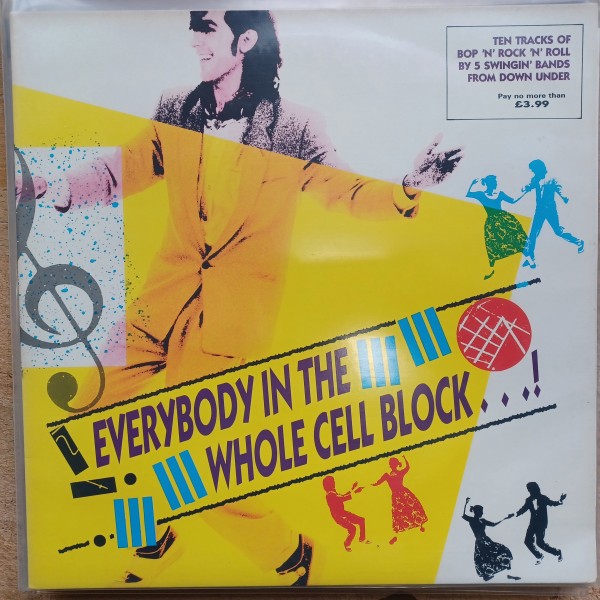 TEN TRACKS OF
BOP 'N' ROCK 'N' ROLL
BY 5 SWINGIN' BANDS
FROM DOWN UNDER
Pay no more than
£3.99
EVERYBODY IN THE
WHOLE CELL BLOCK...!